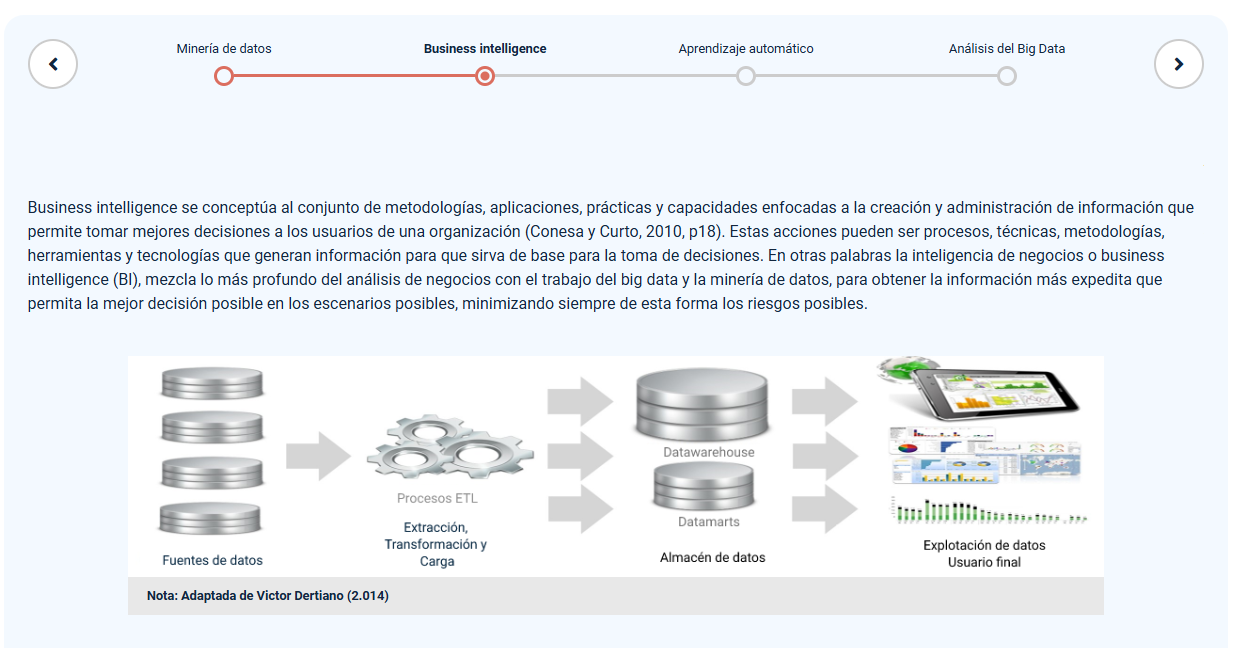 Minería de datos
Business intelligence
Aprendizaje automático
Análisis del Big Data
Business intelligence se conceptúa al conjunto de metodologías, aplicaciones, prácticas y capacidades enfocadas a la creación y administración de información que
permite tomar mejores decisiones a los usuarios de una organización (Conesa y Curto, 2010, p18). Estas acciones pueden ser procesos, técnicas, metodologías,
herramientas y tecnologías que generan información para que sirva de base para la toma de decisiones. En otras palabras la inteligencia de negocios o business
intelligence (BI), mezcla lo más profundo del análisis de negocios con el trabajo del big data y la minería de datos, para obtener la información más expedita que
permita la mejor decisión posible en los escenarios posibles, minimizando siempre de esta forma los riesgos posibles.
Fuentes de datos
Procesos ETL
Extracción,
Transformación y
Carga
Datawarehouse
Datamarts
Almacén de datos
Explotación de datos
Usuario final
Nota: Adaptada de Victor Dertiano (2.014)